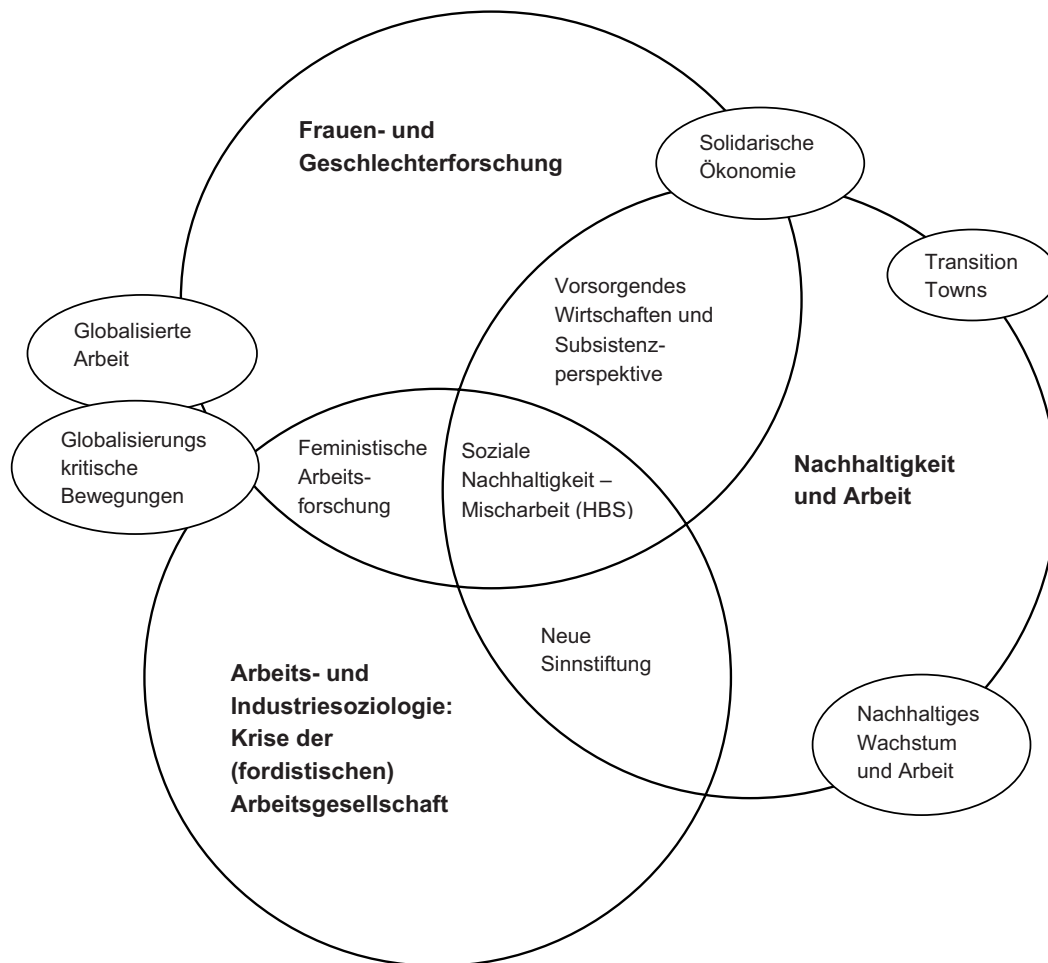 Frauen- und
Geschlechterforschung
Solidarische
Ökonomie
Transition
Towns
Vorsorgendes
Wirtschaften und
Subsistenz-
perspektive
Globalisierte
Arbeit
Globalisierungs
kritische
Bewegungen
Feministische
Arbeits-
forschung
Soziale
Nachhaltigkeit –
Mischarbeit (HBS)
Nachhaltigkeit
und Arbeit
Neue
Sinnstiftung
Arbeits- und
Industriesoziologie:
Krise der
(fordistischen)
Arbeitsgesellschaft
Nachhaltiges
Wachstum
und Arbeit